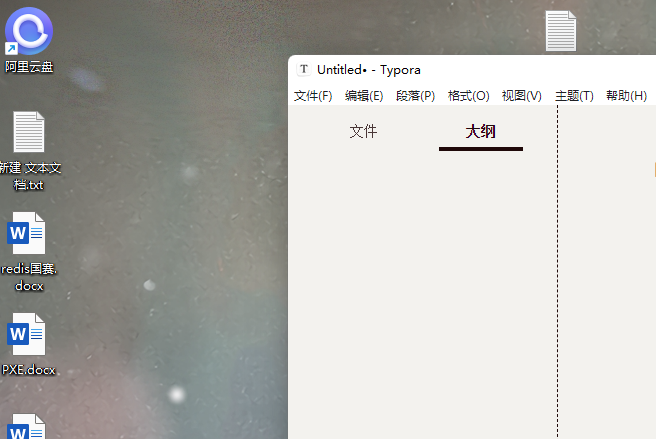 阿里云盘
新建 文本文
档.txt
redis国赛.
docx
PXE.docx
T Untitled• - Typora
文件(F) 编辑(E) 段落(P) 格式(O) 视图(V) 主题(T) 帮助(H)
文件 大纲